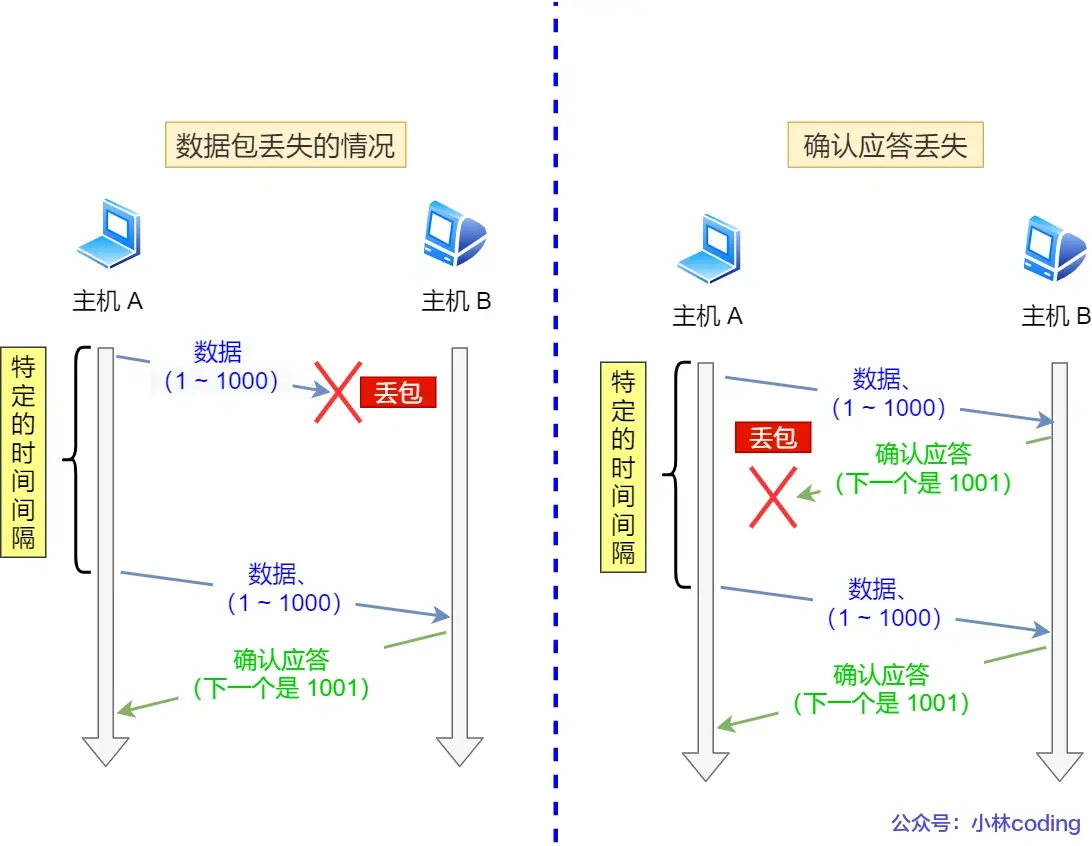 数据包丢失的情况
主机 A
主机 B
特定的时间间隔
数据
（1 ~ 1000）
丢包
数据、
（1 ~ 1000）
确认应答
（下一个是 1001）
确认应答丢失
主机 A
主机 B
特定的时间间隔
数据、
（1 ~ 1000）
丢包
确认应答
（下一个是 1001）
数据、
（1 ~ 1000）
确认应答
（下一个是 1001）
公众号：小林coding